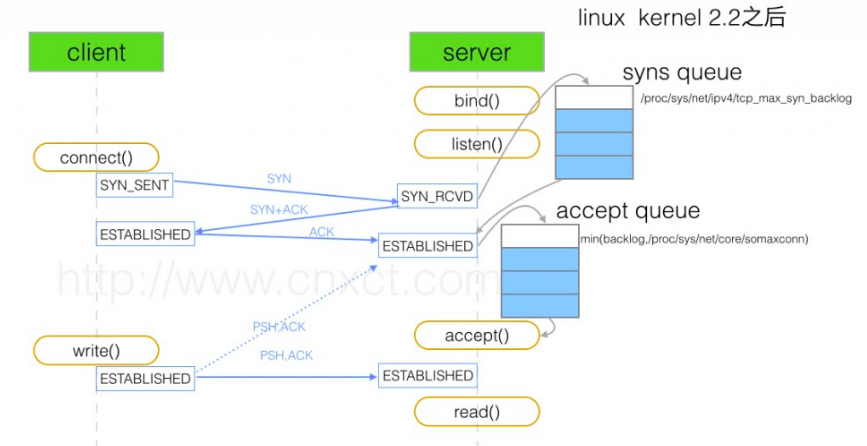 linux kernel 2.2之后
client
server
syns queue
/proc/sys/net/ipv4/tcp_max_syn_backlog
bind()
listen()
connect()
SYN_SENT
SYN
SYN_RCVD
SYN+ACK
accept queue
min(backlog,/proc/sys/net/core/somaxconn)
ESTABLISHED
ACK
ESTABLISHED
http://www.cnxct.com
PSH,ACK
accept()
write()
PSH,ACK
ESTABLISHED
ESTABLISHED
read()